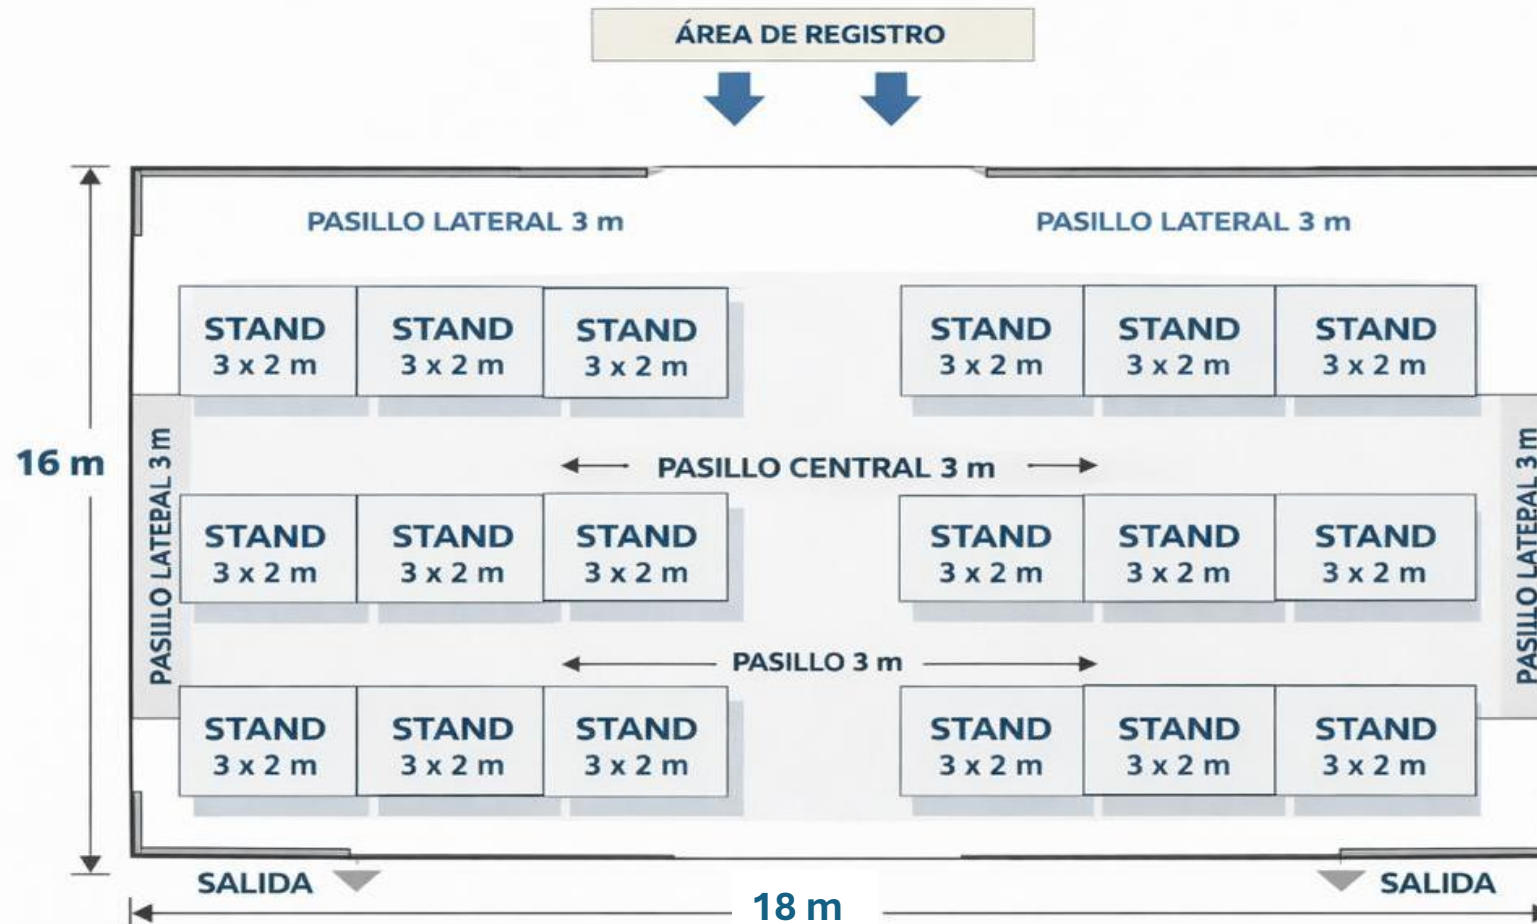 ÁREA DE REGISTRO
PASILLO LATERAL 3 m
PASILLO LATERAL 3 m
STAND
3 x 2 m
STAND
3 x 2 m
STAND
3 x 2 m
STAND
3 x 2 m
STAND
3 x 2 m
STAND
3 x 2 m
16 m
PASILLO LATEPAL 3 m
PASILLO CENTRAL 3 m
PASILLO LATEPAL 3 m
STAND
3 x 2 m
STAND
3 x 2 m
STAND
3 x 2 m
STAND
3 x 2 m
STAND
3 x 2 m
STAND
3 x 2 m
PASILLO 3 m
STAND
3 x 2 m
STAND
3 x 2 m
STAND
3 x 2 m
STAND
3 x 2 m
STAND
3 x 2 m
STAND
3 x 2 m
SALIDA
SALIDA
18 m